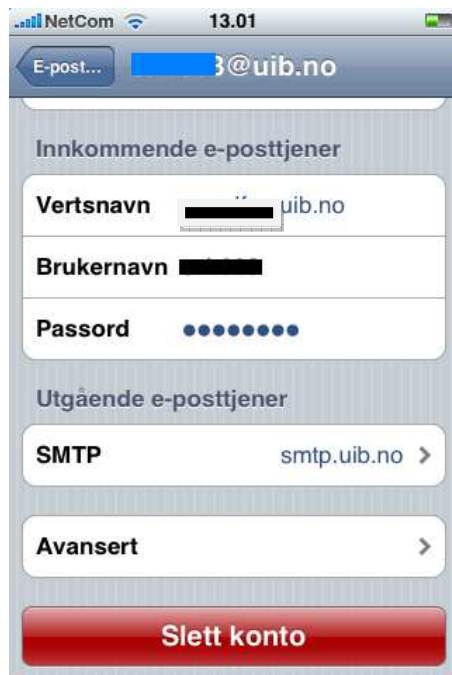 NetCom 13.01
E-post... 3@uib.no
Innkommende e-posttjener
Vertsnavn uib.no
Brukernavn
Passord ●●●●●●●●
Utgående e-posttjener
SMTP smtp.uib.no
Avansert
Slett konto